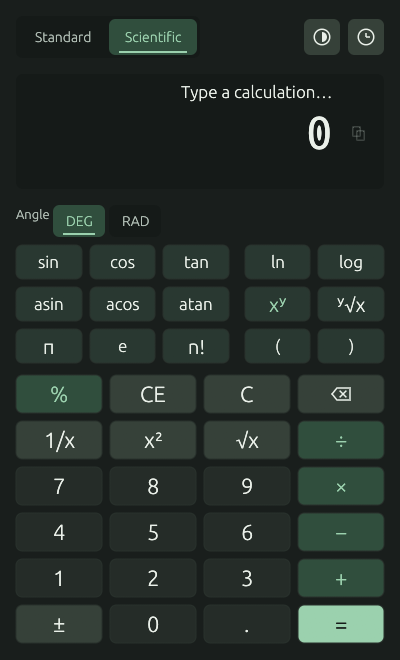 Standard Scientific
Type a calculation...
0
Angle DEG RAD
sin cos tan ln log
asin acos atan xʸ ʸ√x
π e n! ( )
% CE C ⌫
1/x x² √x ÷
7 8 9 ×
4 5 6 −
1 2 3 +
± 0 . =